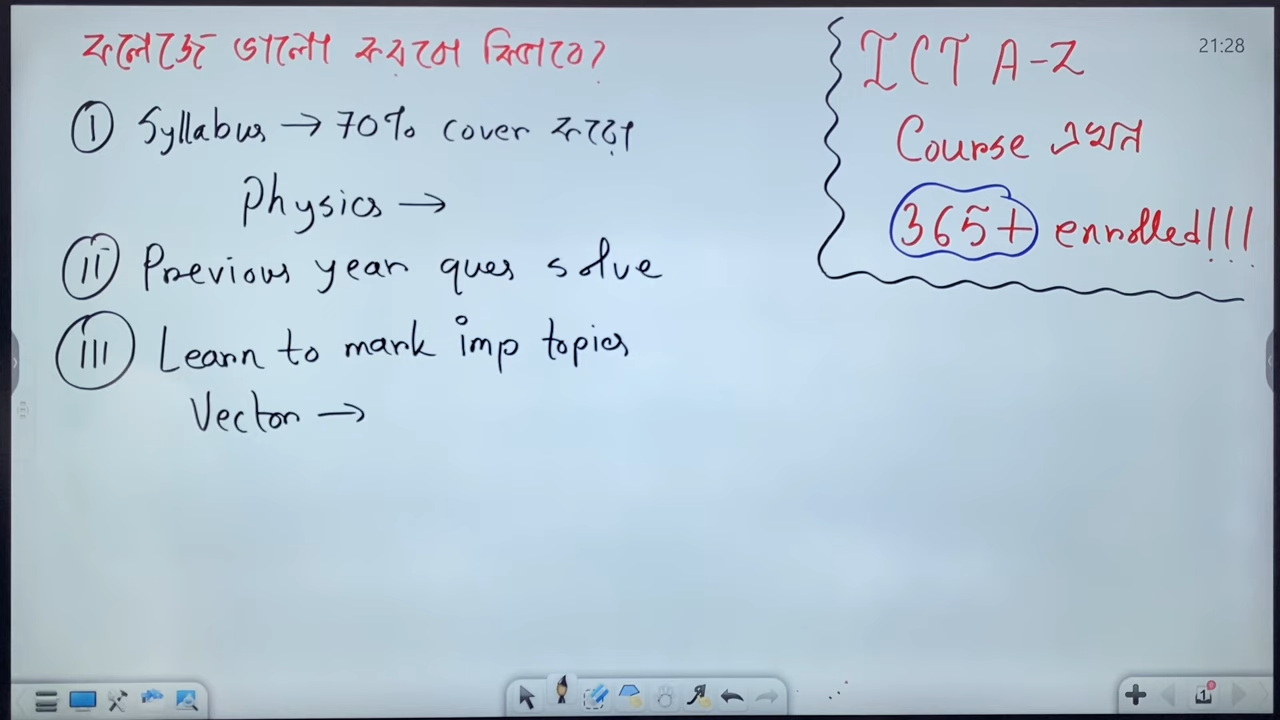 কলেজে ভালো করবো কিভাবে?
(i) Syllabus → 70% cover করো
Physics →
(ii) Previous year ques solve
(iii) Learn to mark imp topics
Vector →
ICT A-Z
Course এখন
365+ enrolled!!!
21:28
1